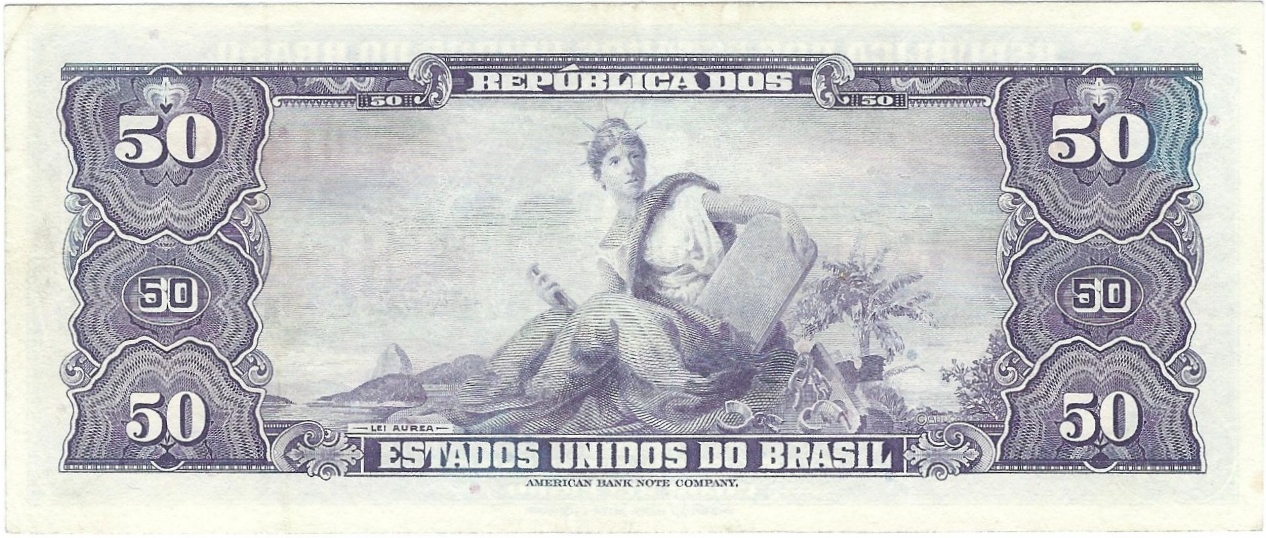 REPÚBLICA DOS
50 50
50 50
50 50
50 50
LEI AUREA
ESTADOS UNIDOS DO BRASIL
AMERICAN BANK NOTE COMPANY.